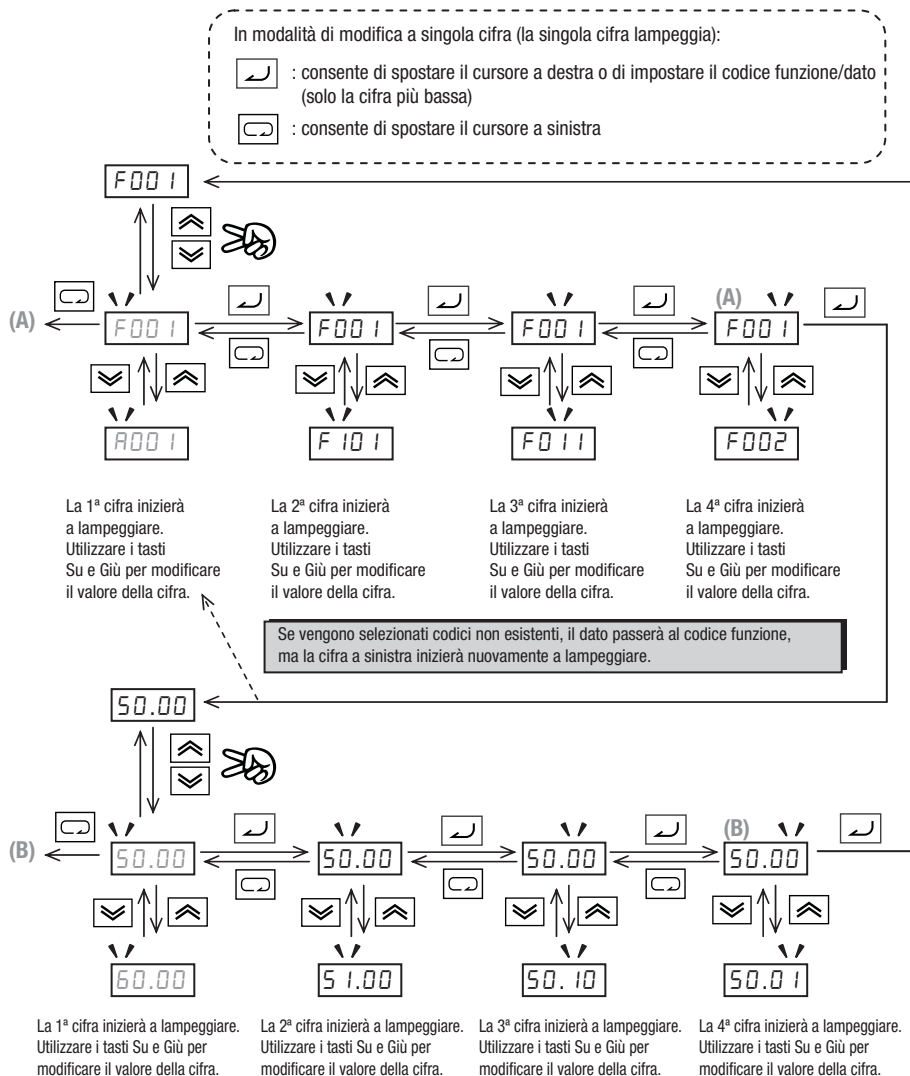 In modalità di modifica a singola cifra (la singola cifra lampeggia):
: consente di spostare il cursore a destra o di impostare il codice funzione/dato
(solo la cifra più bassa)
: consente di spostare il cursore a sinistra
F001
(A)
F001
F001
F001
(A)
F001
A001
F101
F011
F002
La 1ª cifra inizierà
a lampeggiare.
Utilizzare i tasti
Su e Giù per modificare
il valore della cifra.
La 2ª cifra inizierà
a lampeggiare.
Utilizzare i tasti
Su e Giù per modificare
il valore della cifra.
La 3ª cifra inizierà
a lampeggiare.
Utilizzare i tasti
Su e Giù per modificare
il valore della cifra.
La 4ª cifra inizierà
a lampeggiare.
Utilizzare i tasti
Su e Giù per modificare
il valore della cifra.
Se vengono selezionati codici non esistenti, il dato passerà al codice funzione,
ma la cifra a sinistra inizierà nuovamente a lampeggiare.
50.00
(B)
50.00
50.00
50.00
(B)
50.00
60.00
51.00
50.10
50.01
La 1ª cifra inizierà a lampeggiare.
Utilizzare i tasti Su e Giù per
modificare il valore della cifra.
La 2ª cifra inizierà a lampeggiare.
Utilizzare i tasti Su e Giù per
modificare il valore della cifra.
La 3ª cifra inizierà a lampeggiare.
Utilizzare i tasti Su e Giù per
modificare il valore della cifra.
La 4ª cifra inizierà a lampeggiare.
Utilizzare i tasti Su e Giù per
modificare il valore della cifra.